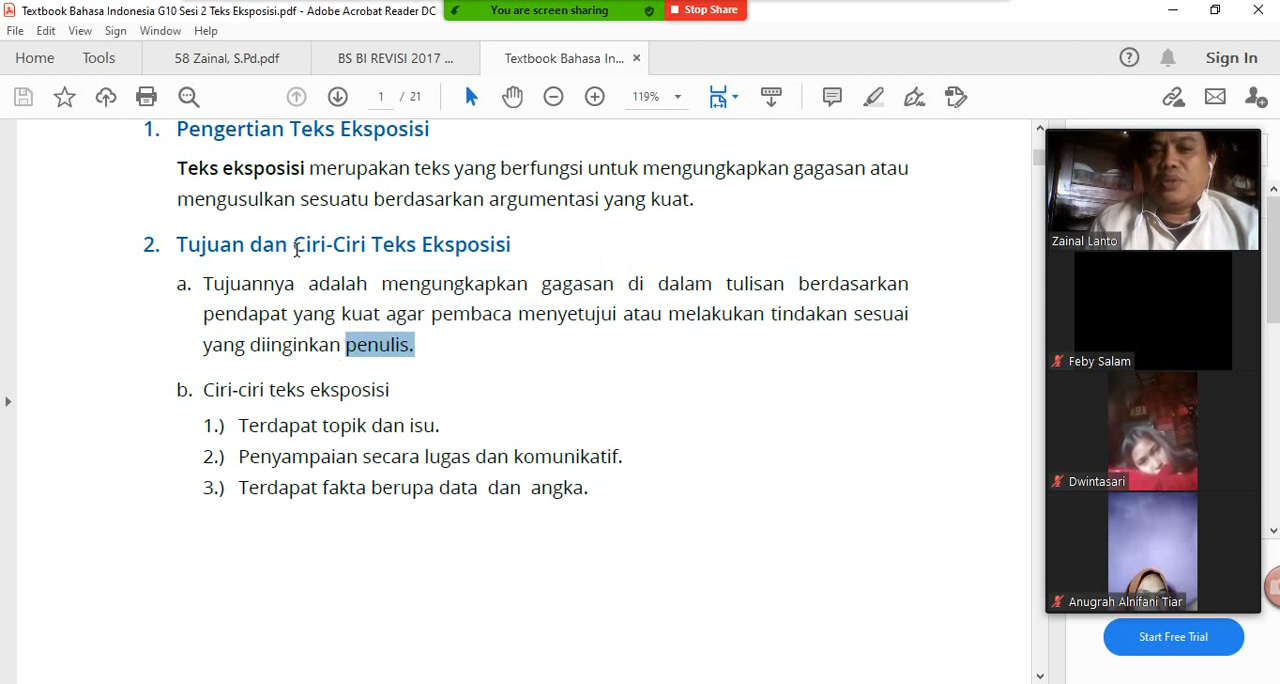 Textbook Bahasa Indonesia G10 Sesi 2 Teks Eksposisi.pdf - Adobe Acrobat Reader DC
You are screen sharing
Stop Share
File Edit View Sign Window Help
Home Tools 58 Zainal, S.Pd.pdf BS BI REVISI 2017 ... Textbook Bahasa In... × Sign In
1 / 21 119%
1. Pengertian Teks Eksposisi
Teks eksposisi merupakan teks yang berfungsi untuk mengungkapkan gagasan atau
mengusulkan sesuatu berdasarkan argumentasi yang kuat.
2. Tujuan dan Ciri-Ciri Teks Eksposisi
a. Tujuannya adalah mengungkapkan gagasan di dalam tulisan berdasarkan
pendapat yang kuat agar pembaca menyetujui atau melakukan tindakan sesuai
yang diinginkan penulis.
b. Ciri-ciri teks eksposisi
1.) Terdapat topik dan isu.
2.) Penyampaian secara lugas dan komunikatif.
3.) Terdapat fakta berupa data dan angka.
Zainal Lanto
Feby Salam
Dwintasari
Anugrah Alnifani Tiar
Start Free Trial